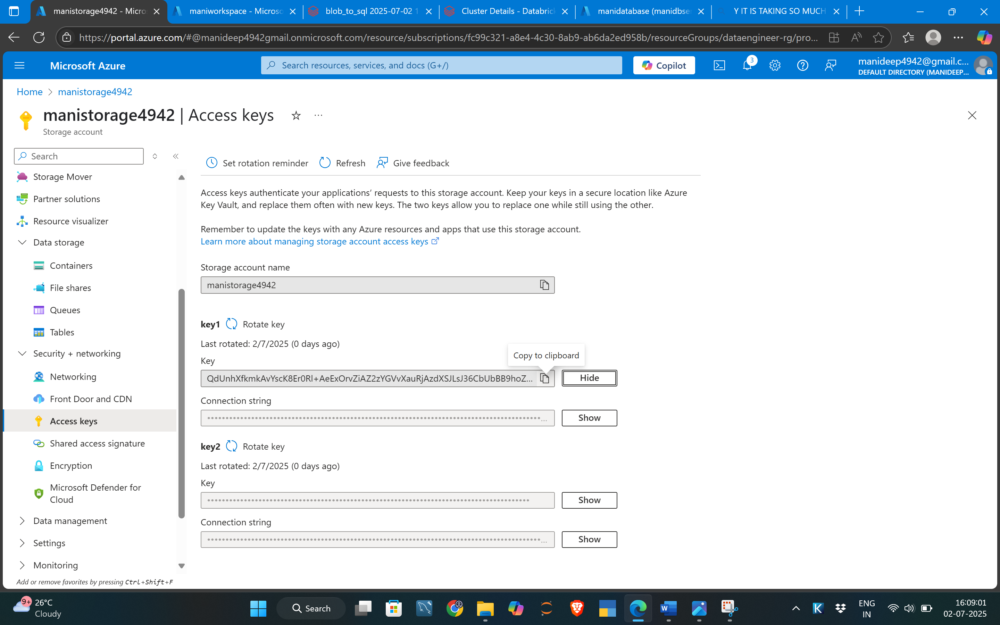 manistorage4942 - Micros
maniworkspace - Microso
blob_to_sql 2025-07-02 1
Cluster Details - Databrick
manidatabase (manidbser
Y IT IS TAKING SO MUCH
https://portal.azure.com/#@manideep4942gmail.onmicrosoft.com/resource/subscriptions/fc99c321-a8e4-4c30-8ab9-ab6da2ed958b/resourceGroups/dataengineer-rg/pro...
Microsoft Azure
Search resources, services, and docs (G+/)
Copilot
3
manideep4942@gmail.c...
DEFAULT DIRECTORY (MANIDEEP...
Home > manistorage4942
manistorage4942 | Access keys
Storage account
Search
Set rotation reminder
Refresh
Give feedback
Storage Mover
Partner solutions
Resource visualizer
Data storage
Containers
File shares
Queues
Tables
Security + networking
Networking
Front Door and CDN
Access keys
Shared access signature
Encryption
Microsoft Defender for
Cloud
Data management
Settings
Monitoring
Add or remove favorites by pressing Ctrl+Shift+F
Access keys authenticate your applications’ requests to this storage account. Keep your keys in a secure location like Azure
Key Vault, and replace them often with new keys. The two keys allow you to replace one while still using the other.
Remember to update the keys with any Azure resources and apps that use this storage account.
Learn more about managing storage account access keys
Storage account name
manistorage4942
key1
Rotate key
Last rotated: 2/7/2025 (0 days ago)
Copy to clipboard
Key
QdUnhXfkmkAvYscK8Er0Rl+AeExOrvZiAZ2zYGVvXauRjAzdXSJLsJ36CbUbBB9hoZ...
Hide
Connection string
Show
key2
Rotate key
Last rotated: 2/7/2025 (0 days ago)
Key
Show
Connection string
Show
9+
26°C
Cloudy
Search
ENG
IN
16:09:01
02-07-2025